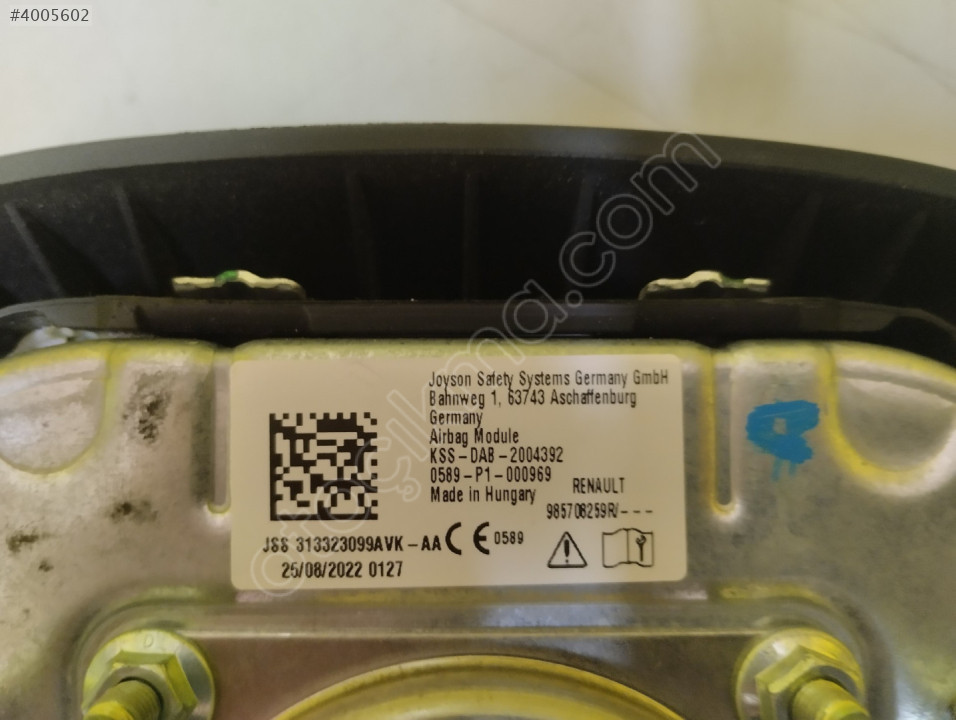 #4005602
Joyson Safety Systems Germany GmbH
Bahnweg 1, 63743 Aschaffenburg
Germany
Airbag Module
KSS-DAB-2004392
0589-P1-000969
Made in Hungary
RENAULT
985708259R/---
JSS 313323099AVK-AA CE 0589
25/08/2022 0127